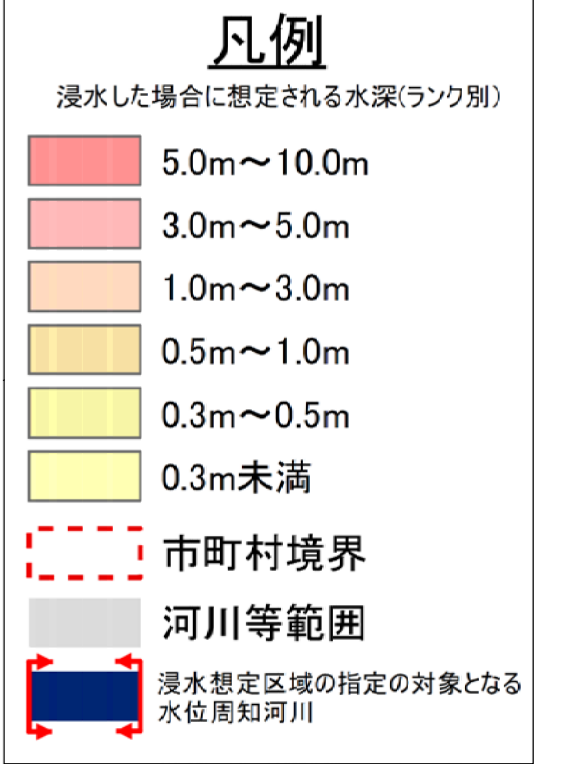 凡例
浸水した場合に想定される水深(ランク別)
5.0m～10.0m
3.0m～5.0m
1.0m～3.0m
0.5m～1.0m
0.3m～0.5m
0.3m未満
市町村境界
河川等範囲
浸水想定区域の指定の対象となる
水位周知河川